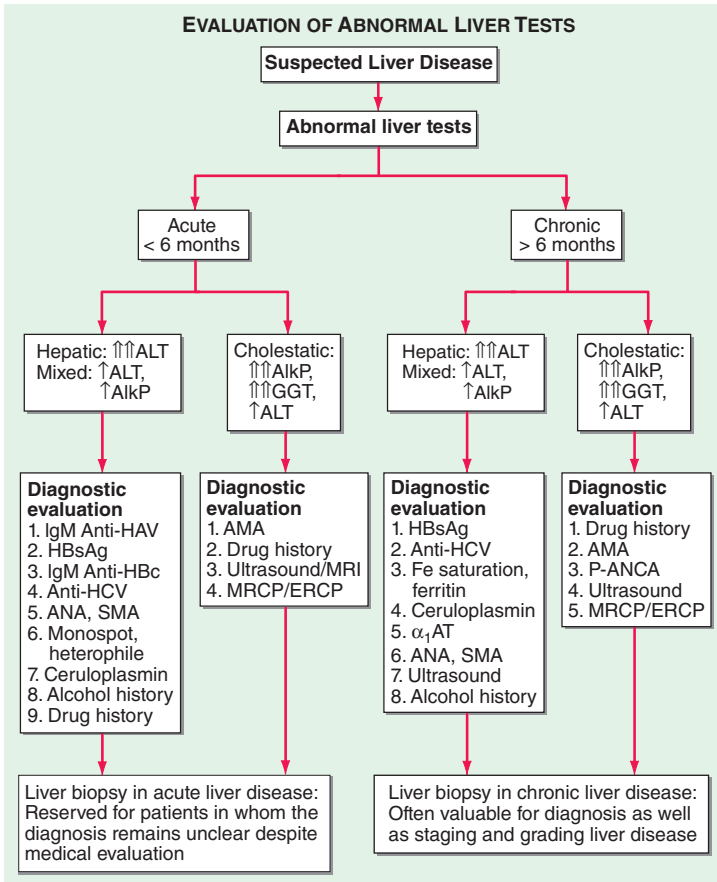 EVALUATION OF ABNORMAL LIVER TESTS
Suspected Liver Disease
Abnormal liver tests
Acute
< 6 months
Chronic
> 6 months
Hepatic: ⇑⇑ALT
Mixed: ↑ALT,
↑AlkP
Cholestatic:
⇑⇑AlkP,
⇑⇑GGT,
↑ALT
Hepatic: ⇑⇑ALT
Mixed: ↑ALT,
↑AlkP
Cholestatic:
⇑⇑AlkP,
⇑⇑GGT,
↑ALT
Diagnostic
evaluation
1. IgM Anti-HAV
2. HBsAg
3. IgM Anti-HBc
4. Anti-HCV
5. ANA, SMA
6. Monospot,
heterophile
7. Ceruloplasmin
8. Alcohol history
9. Drug history
Diagnostic
evaluation
1. AMA
2. Drug history
3. Ultrasound/MRI
4. MRCP/ERCP
Diagnostic
evaluation
1. HBsAg
2. Anti-HCV
3. Fe saturation,
ferritin
4. Ceruloplasmin
5. α₁AT
6. ANA, SMA
7. Ultrasound
8. Alcohol history
Diagnostic
evaluation
1. Drug history
2. AMA
3. P-ANCA
4. Ultrasound
5. MRCP/ERCP
Liver biopsy in acute liver disease:
Reserved for patients in whom the
diagnosis remains unclear despite
medical evaluation
Liver biopsy in chronic liver disease:
Often valuable for diagnosis as well
as staging and grading liver disease